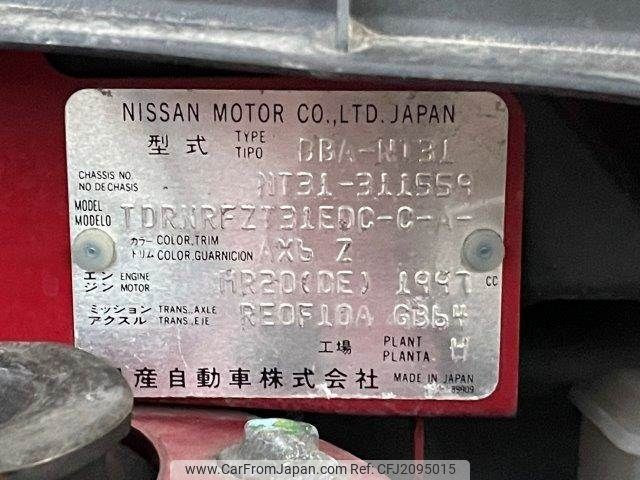 NISSAN MOTOR CO.,LTD. JAPAN
型式 TYPE TIPO DBA-NT31
CHASSIS NO. NO DE CHASIS NT31-311559
MODEL MODELO TDRNRFZT31EDC-C-A-
カラー COLOR,TRIM トリム COLOR,GUARNICION AX6 Z
エンジン ENGINE MOTOR MR20(DE) 1997 CC
ミッション TRANS.,AXLE アクスル TRANS.,EJE RE0F10A GB64
工場 PLANT PLANTA H
産自動車株式会社 MADE IN JAPAN
89909
www.CarFromJapan.com | www.CarFromJapan.com | CFJ2095015